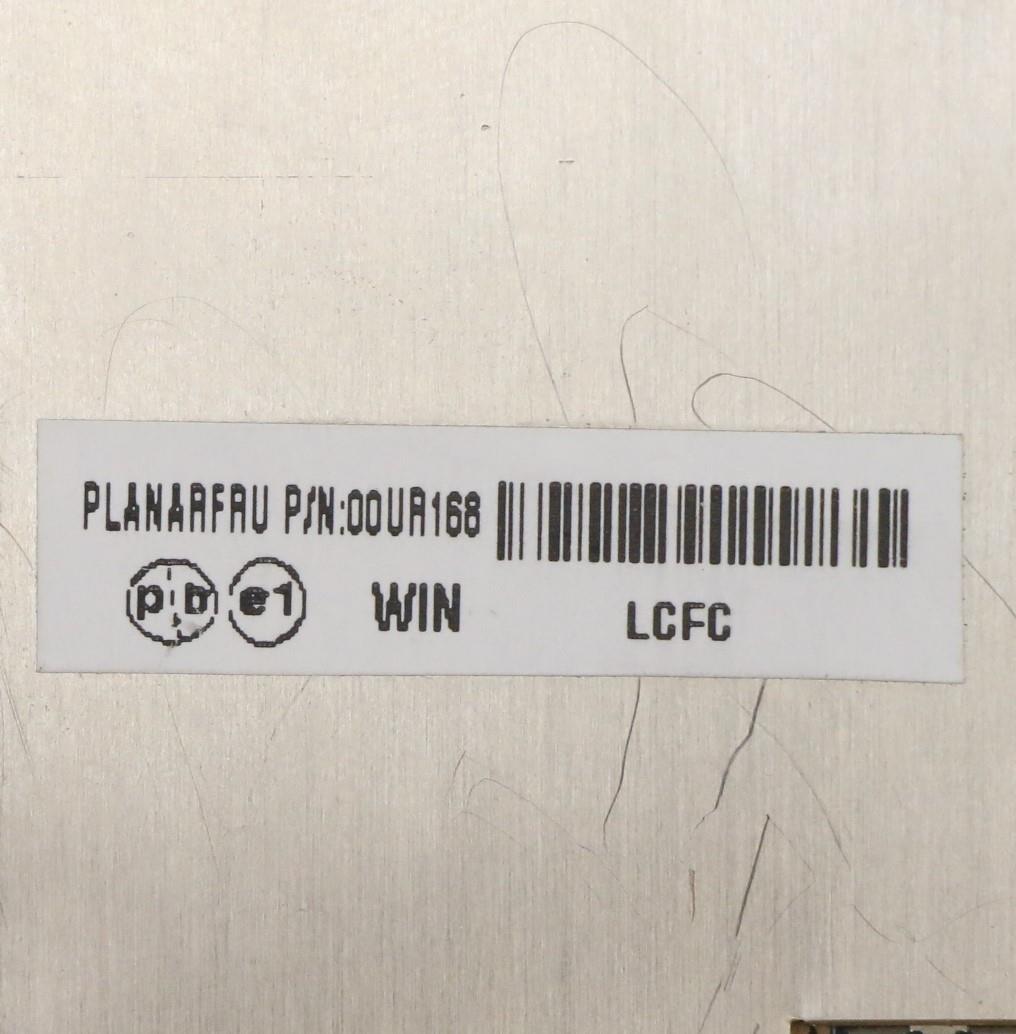 PLANARFRU P/N:00UR168
pb e1 WIN LCFC